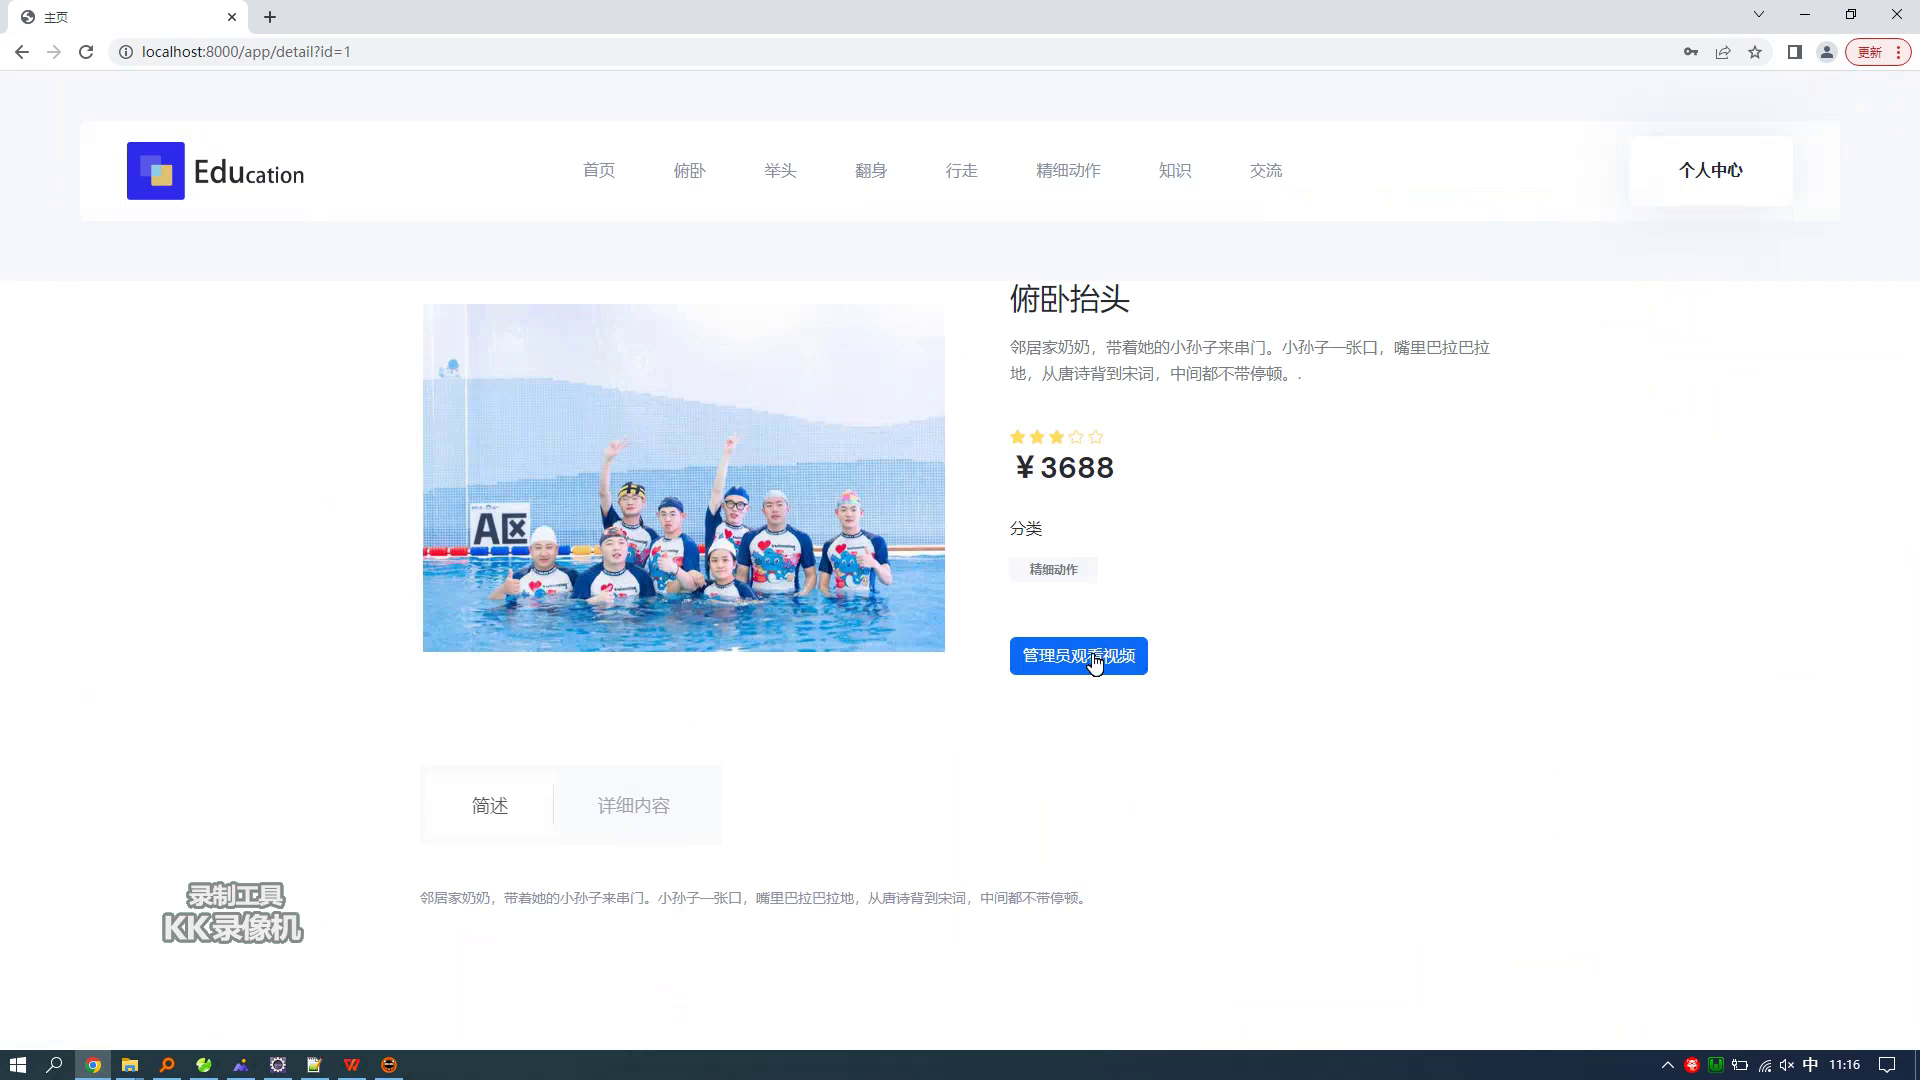 主页
localhost:8000/app/detail?id=1
更新
Education
首页
俯卧
举头
翻身
行走
精细动作
知识
交流
个人中心
俯卧抬头
邻居家奶奶，带着她的小孙子来串门。小孙子一张口，嘴里巴拉巴拉
地，从唐诗背到宋词，中间都不带停顿。.
￥3688
分类
精细动作
管理员观看视频
A区
简述
详细内容
邻居家奶奶，带着她的小孙子来串门。小孙子一张口，嘴里巴拉巴拉地，从唐诗背到宋词，中间都不带停顿。
录制工具
KK录像机
中
11:16